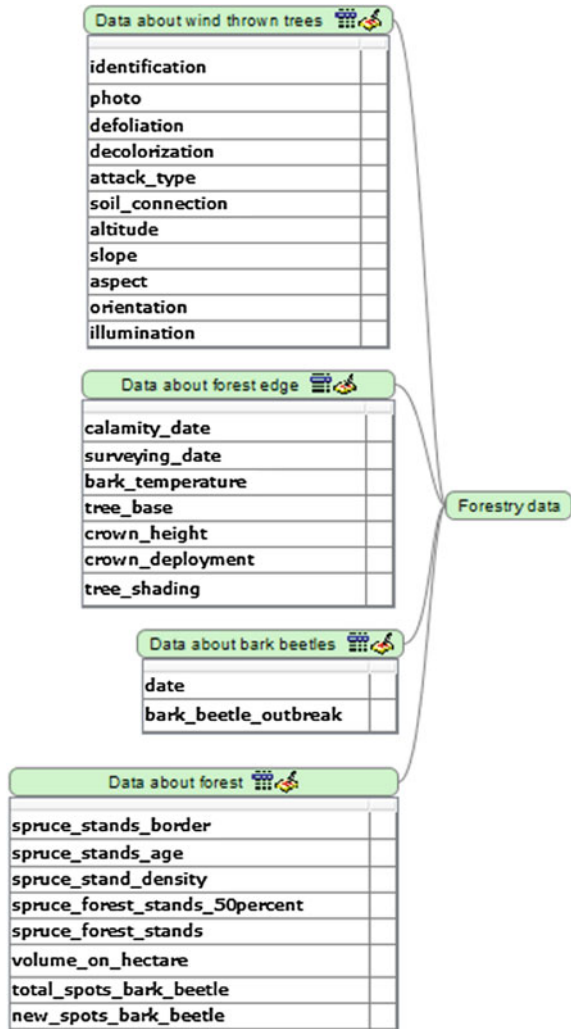 Data about wind thrown trees
identification
photo
defoliation
decolorization
attack_type
soil_connection
altitude
slope
aspect
orientation
illumination
Data about forest edge
calamity_date
surveying_date
bark_temperature
tree_base
crown_height
crown_deployment
tree_shading
Forestry data
Data about bark beetles
date
bark_beetle_outbreak
Data about forest
spruce_stands_border
spruce_stands_age
spruce_stand_density
spruce_forest_stands_50percent
spruce_forest_stands
volume_on_hectare
total_spots_bark_beetle
new_spots_bark_beetle